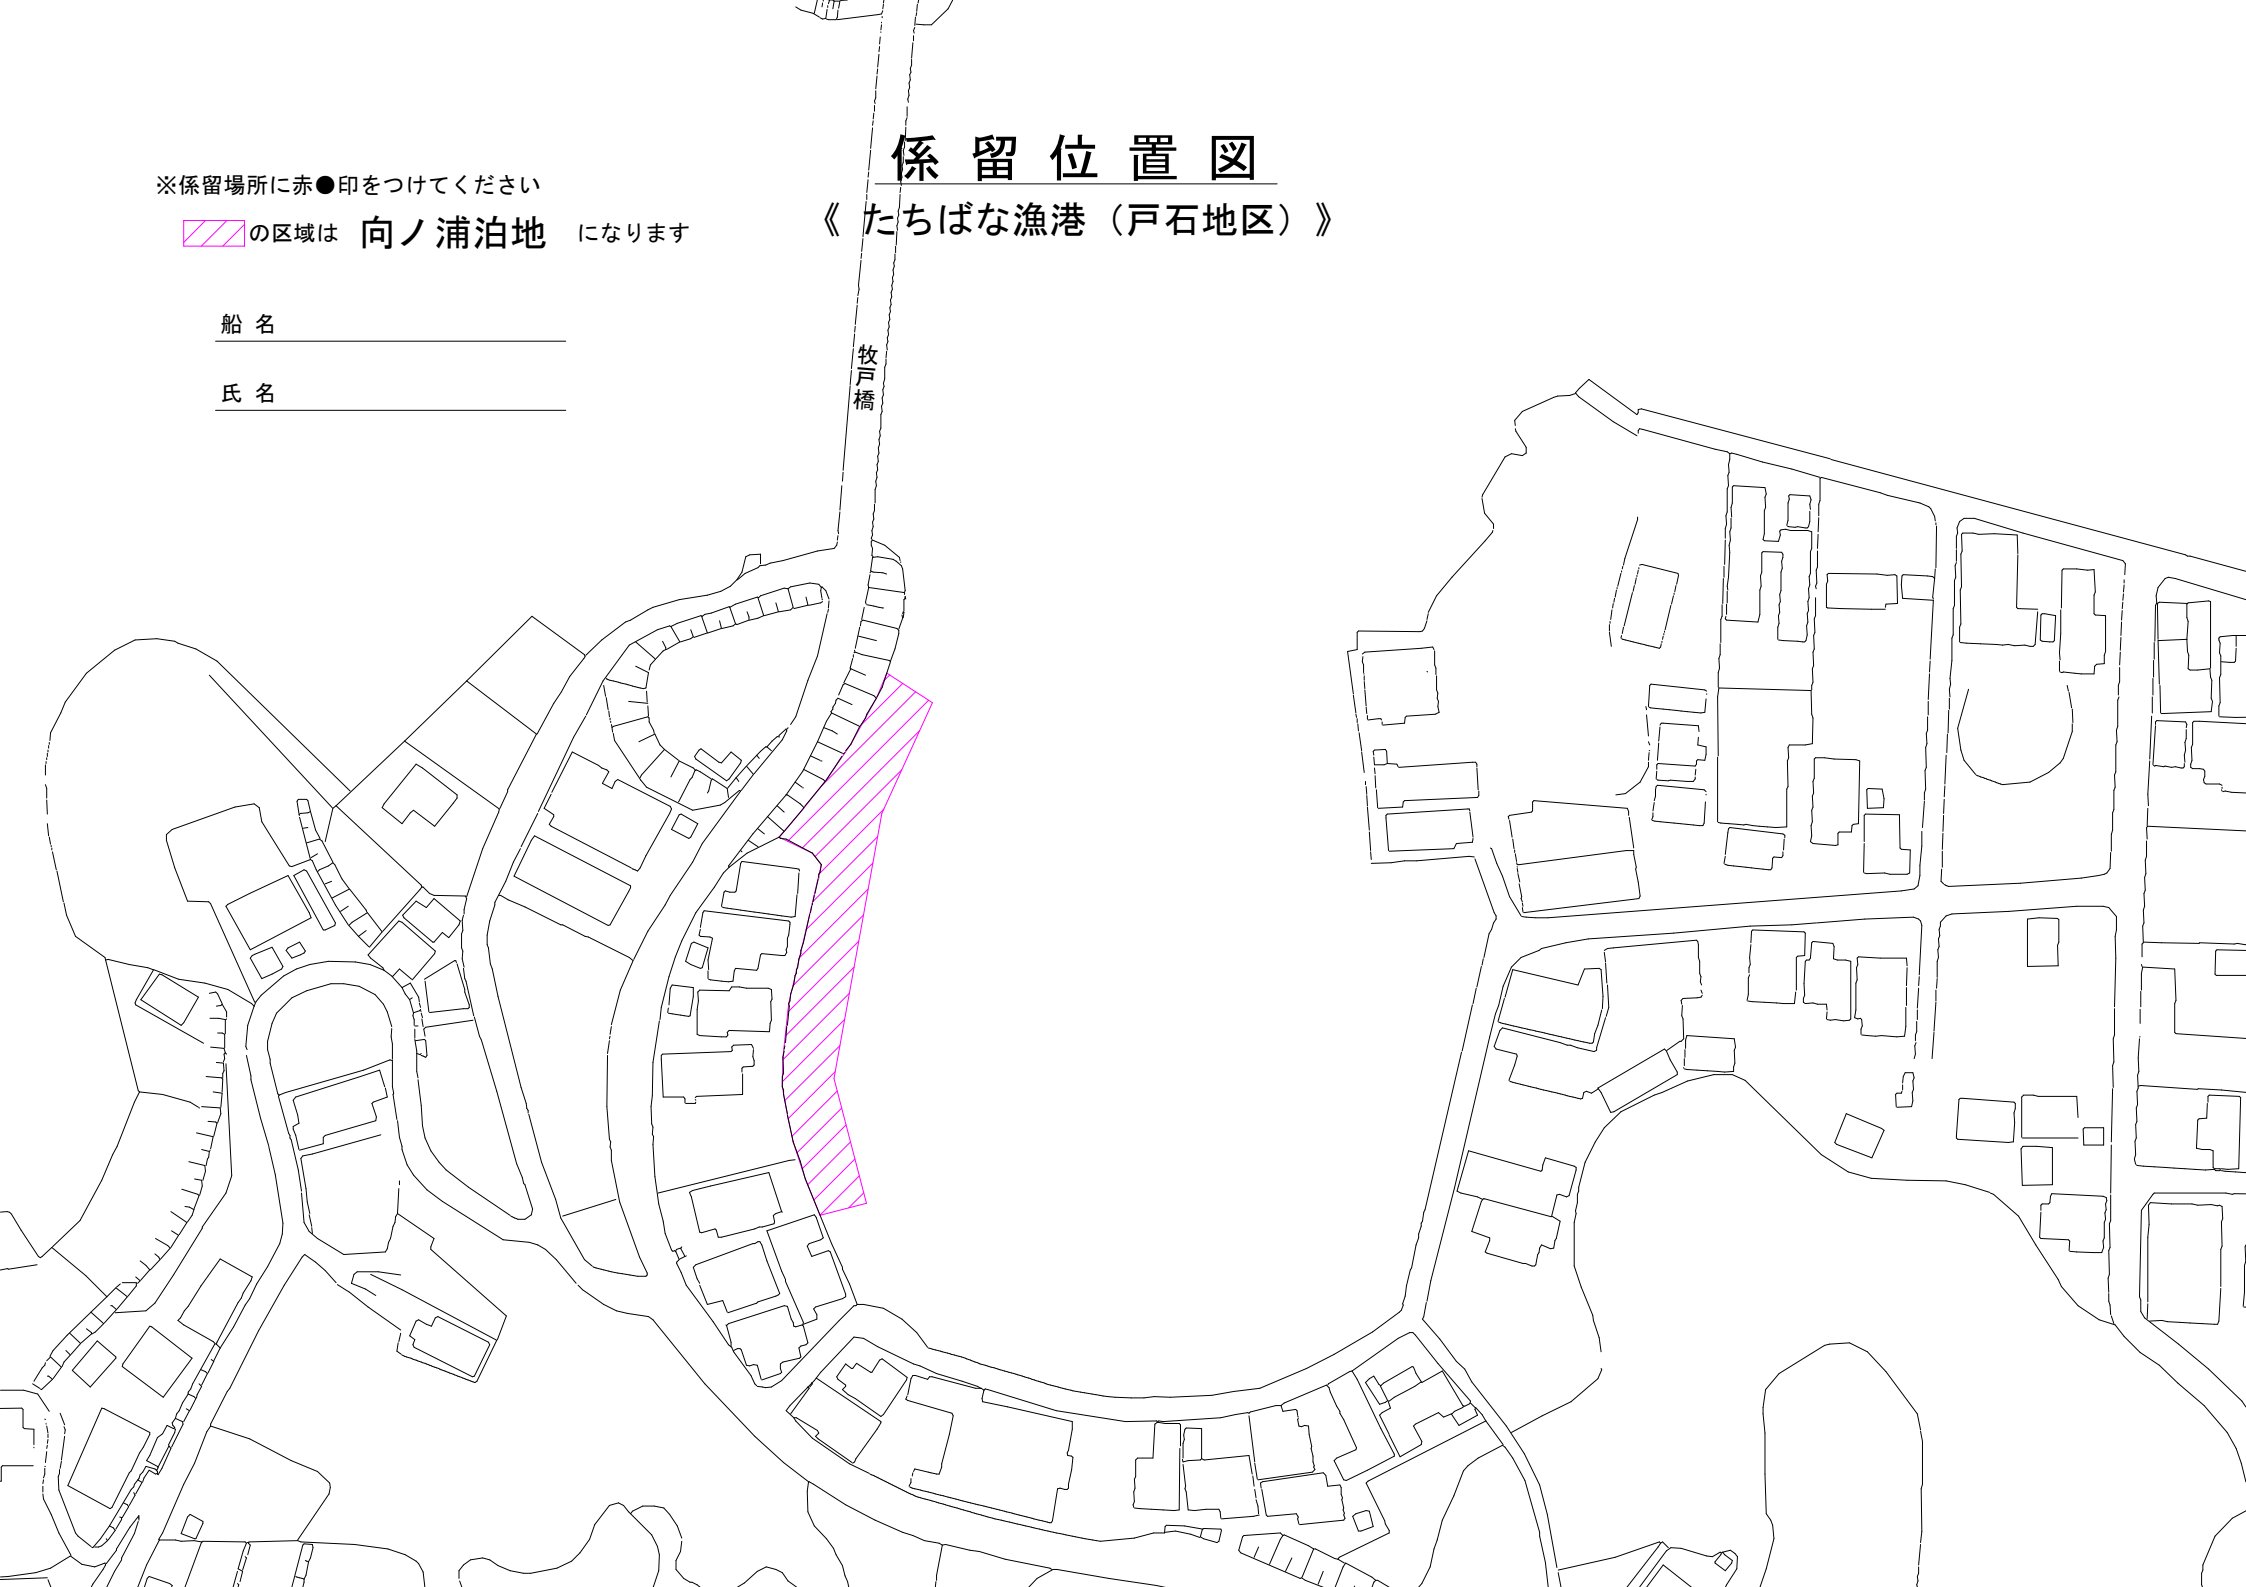 係留位置図
《 たちばな漁港（戸石地区）》
※係留場所に赤●印をつけてください
の区域は 向ノ浦泊地 になります
船 名
氏 名
牧戸橋